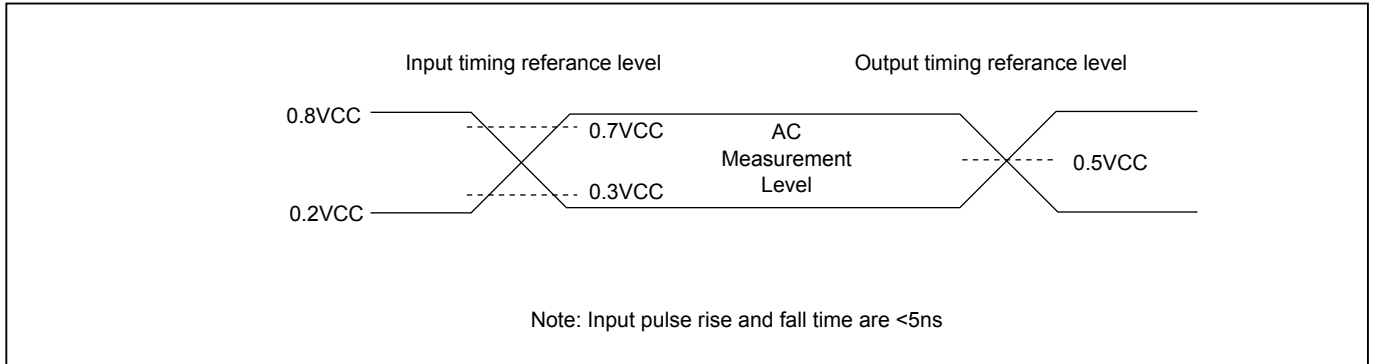 Input timing referance level
Output timing referance level
0.8VCC
0.7VCC
AC
Measurement
Level
0.5VCC
0.3VCC
0.2VCC
Note: Input pulse rise and fall time are <5ns